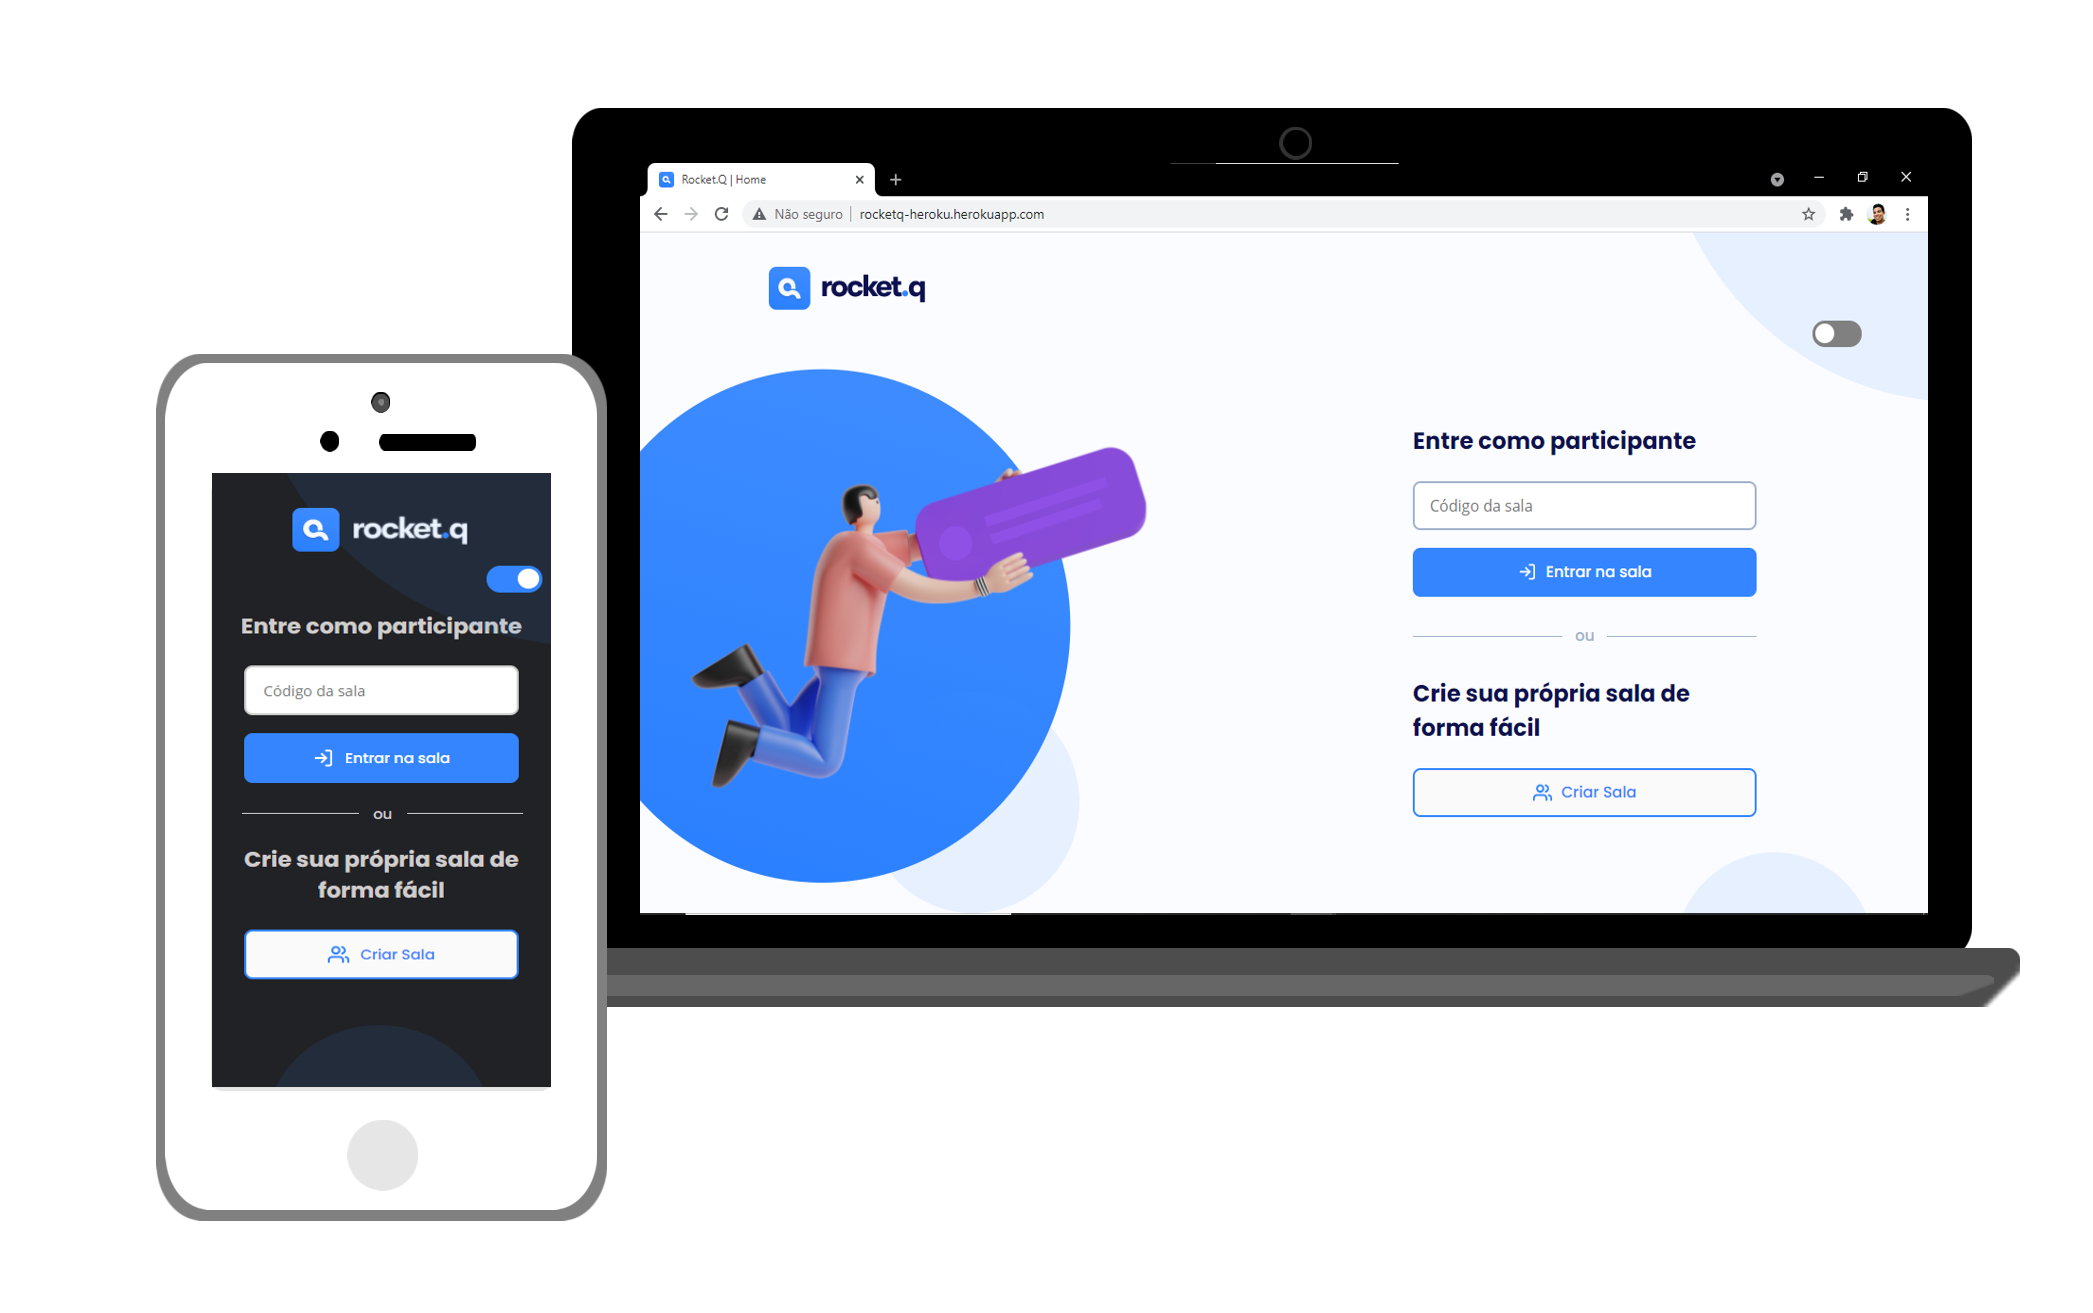 Rocket.Q | Home
Não seguro
rocketq-heroku.herokuapp.com
rocket.q
Entre como participante
Código da sala
Entrar na sala
ou
Crie sua própria sala de
forma fácil
Criar Sala
rocket.q
Entre como participante
Código da sala
Entrar na sala
ou
Crie sua própria sala de
forma fácil
Criar Sala